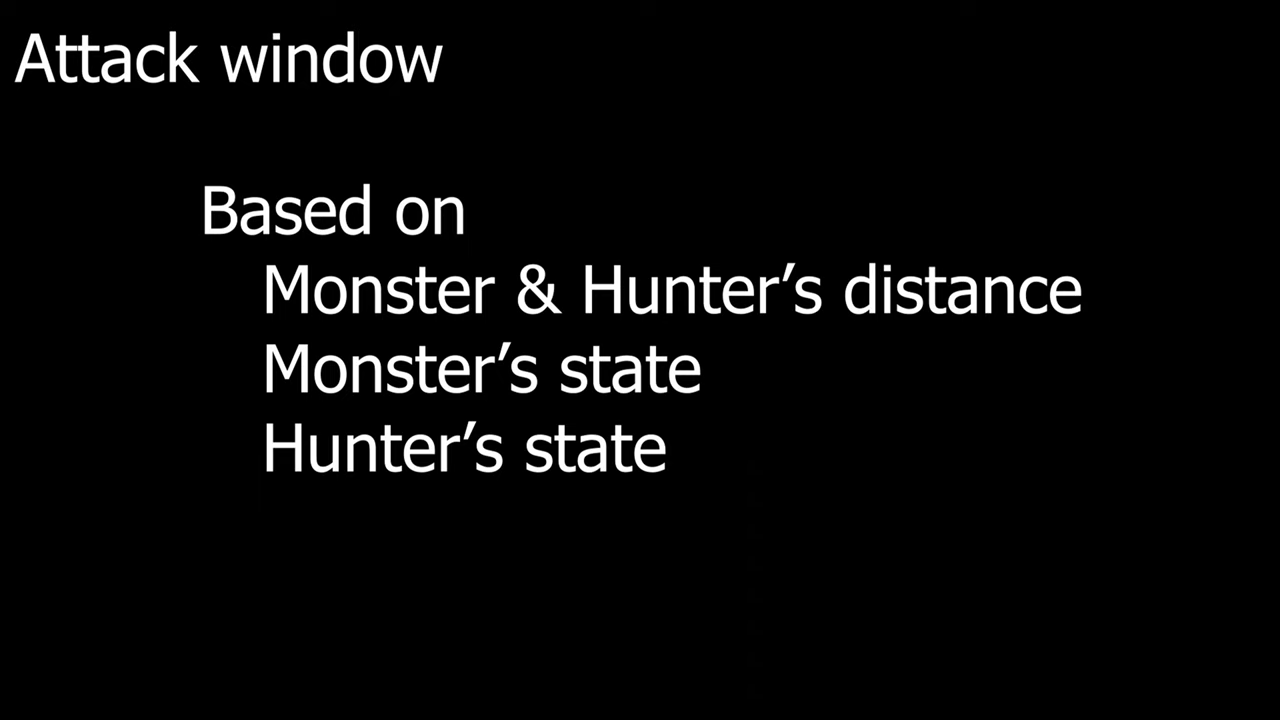 Attack window
Based on
Monster & Hunter’s distance
Monster’s state
Hunter’s state